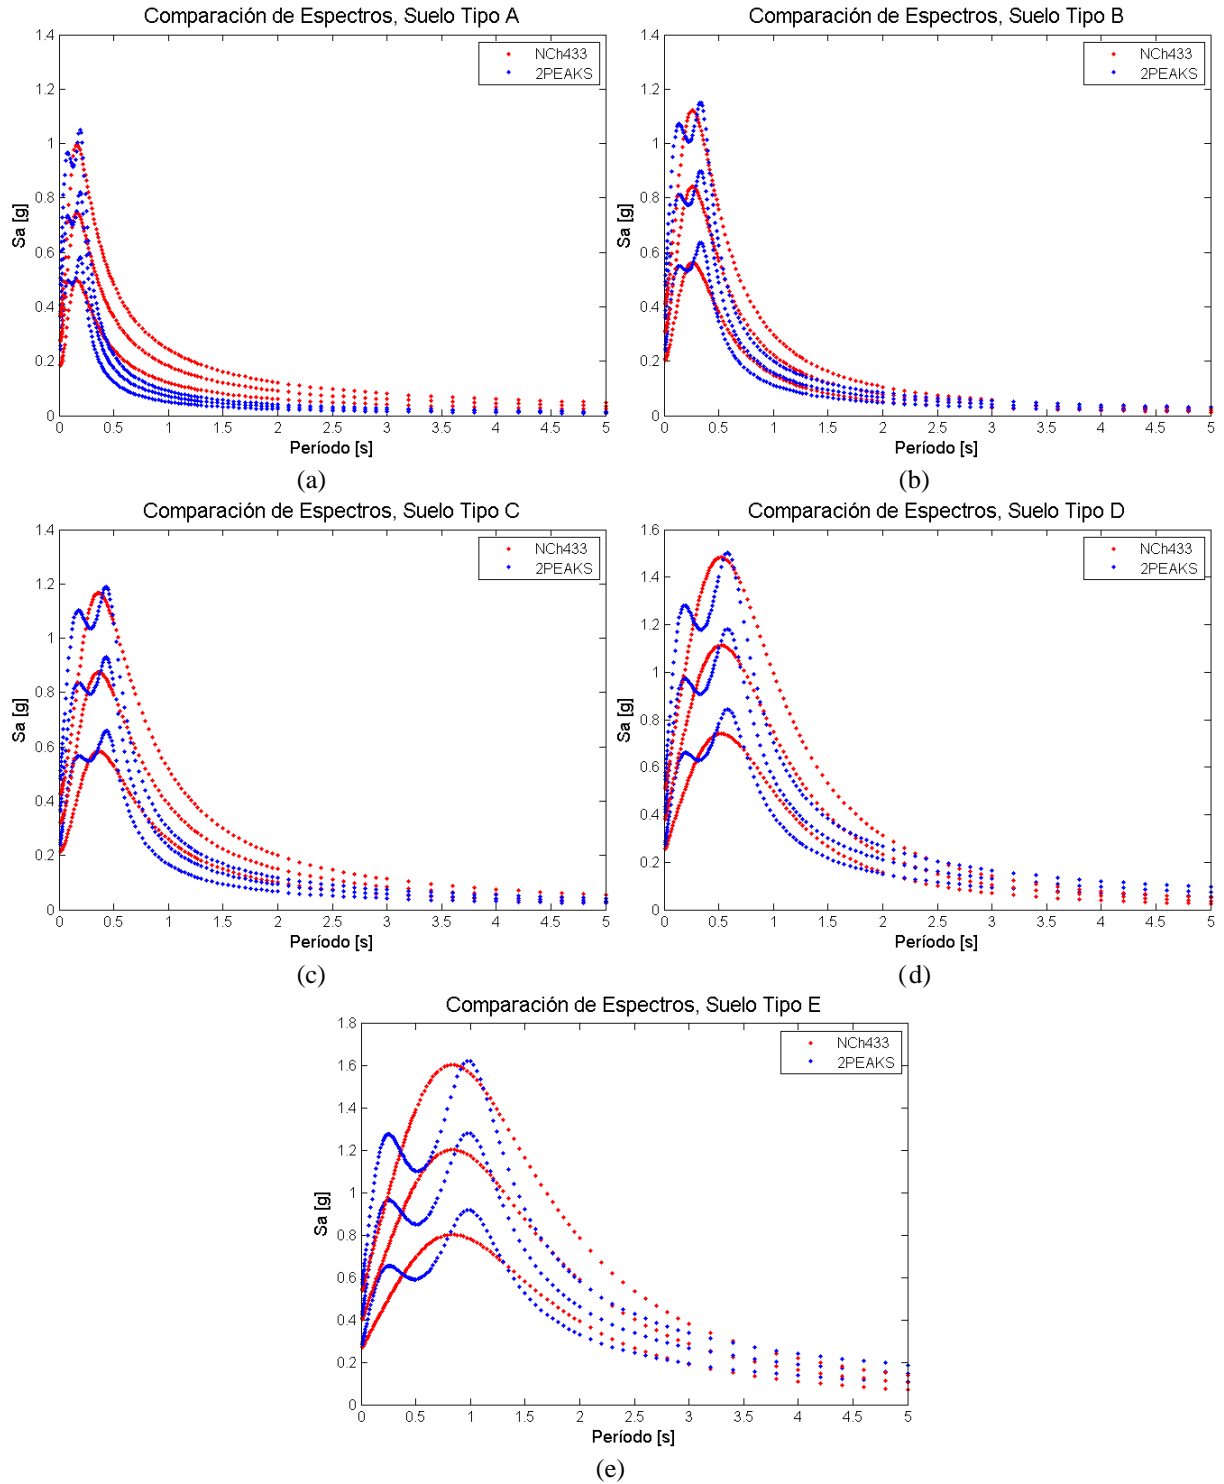 Comparación de Espectros, Suelo Tipo A
1.4
1.2
1
0.8
0.6
0.4
0.2
0
Sa [g]
NCh433
2PEAKS
0 0.5 1 1.5 2 2.5 3 3.5 4 4.5 5
Período [s]
(a)
Comparación de Espectros, Suelo Tipo B
1.4
1.2
1
0.8
0.6
0.4
0.2
0
Sa [g]
NCh433
2PEAKS
0 0.5 1 1.5 2 2.5 3 3.5 4 4.5 5
Período [s]
(b)
Comparación de Espectros, Suelo Tipo C
1.4
1.2
1
0.8
0.6
0.4
0.2
0
Sa [g]
NCh433
2PEAKS
0 0.5 1 1.5 2 2.5 3 3.5 4 4.5 5
Período [s]
(c)
Comparación de Espectros, Suelo Tipo D
1.6
1.4
1.2
1
0.8
0.6
0.4
0.2
0
Sa [g]
NCh433
2PEAKS
0 0.5 1 1.5 2 2.5 3 3.5 4 4.5 5
Período [s]
(d)
Comparación de Espectros, Suelo Tipo E
1.8
1.6
1.4
1.2
1
0.8
0.6
0.4
0.2
0
Sa [g]
NCh433
2PEAKS
0 0.5 1 1.5 2 2.5 3 3.5 4 4.5 5
Período [s]
(e)